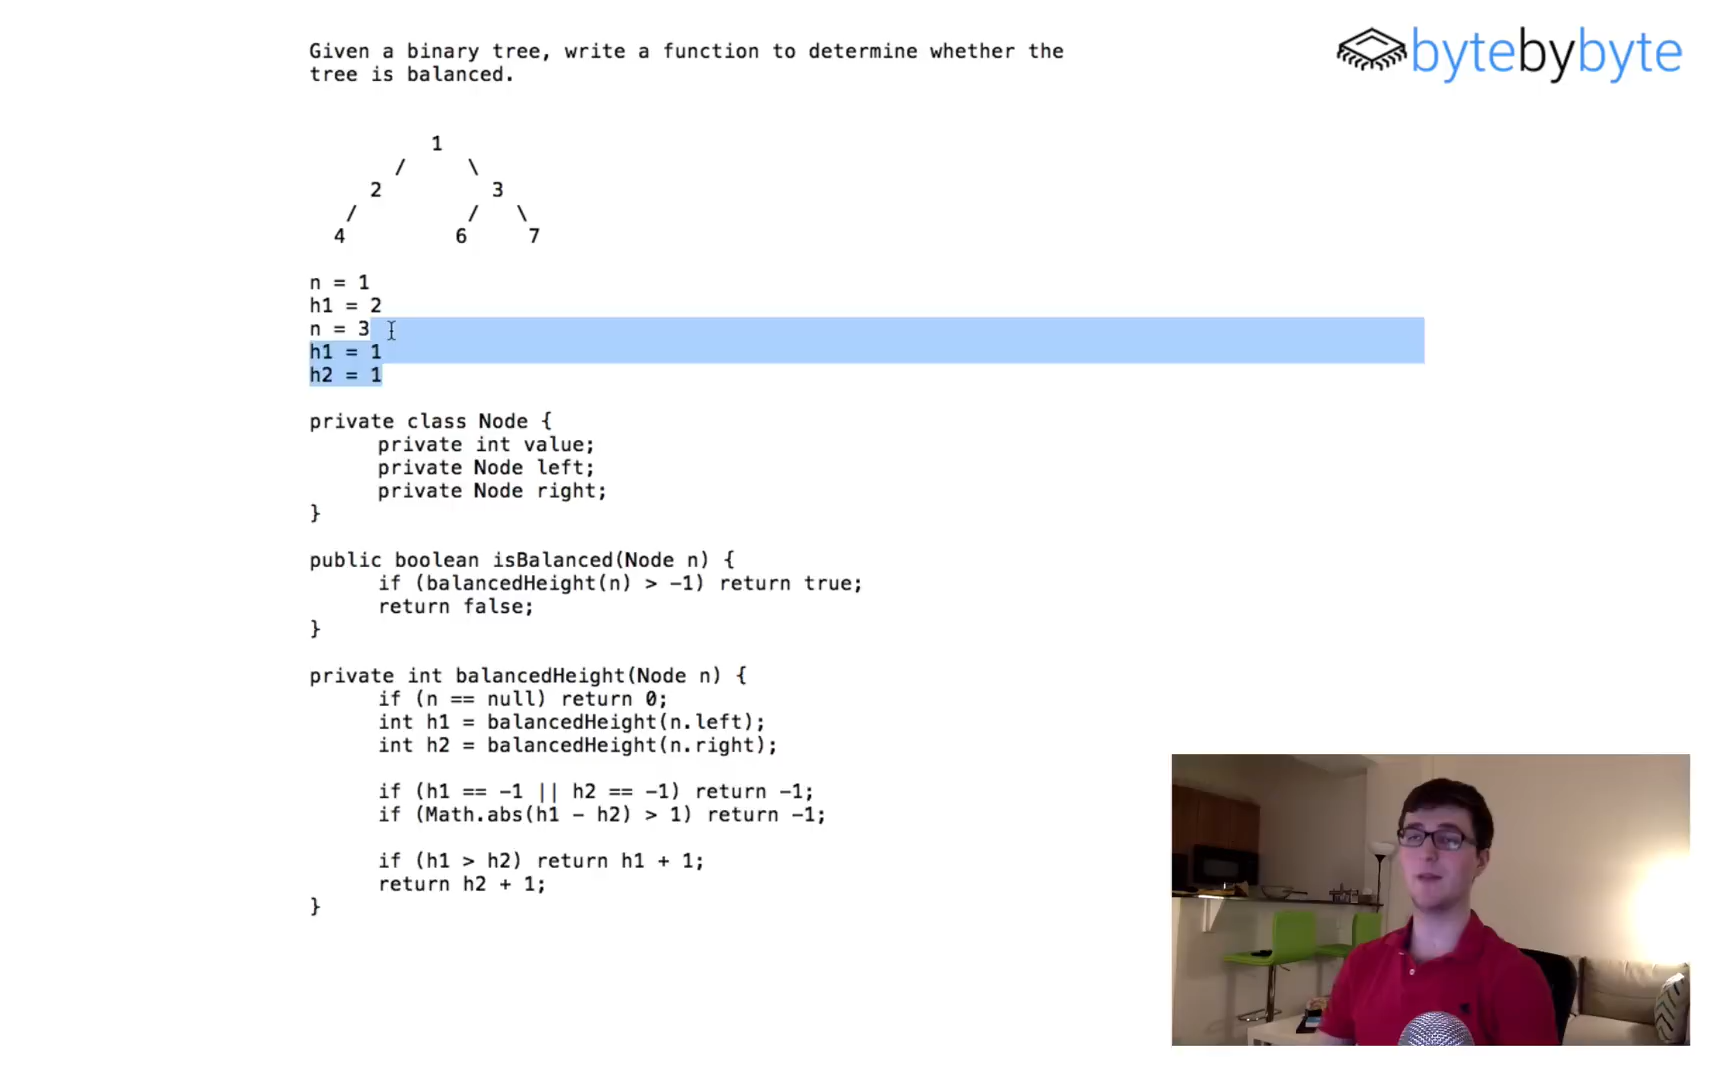 Given a binary tree, write a function to determine whether the
tree is balanced.
bytebybyte
1
/ \
2 3
/ / \
4 6 7
n = 1
h1 = 2
n = 3
h1 = 1
h2 = 1
private class Node {
private int value;
private Node left;
private Node right;
}
public boolean isBalanced(Node n) {
if (balancedHeight(n) > -1) return true;
return false;
}
private int balancedHeight(Node n) {
if (n == null) return 0;
int h1 = balancedHeight(n.left);
int h2 = balancedHeight(n.right);
if (h1 == -1 || h2 == -1) return -1;
if (Math.abs(h1 - h2) > 1) return -1;
if (h1 > h2) return h1 + 1;
return h2 + 1;
}